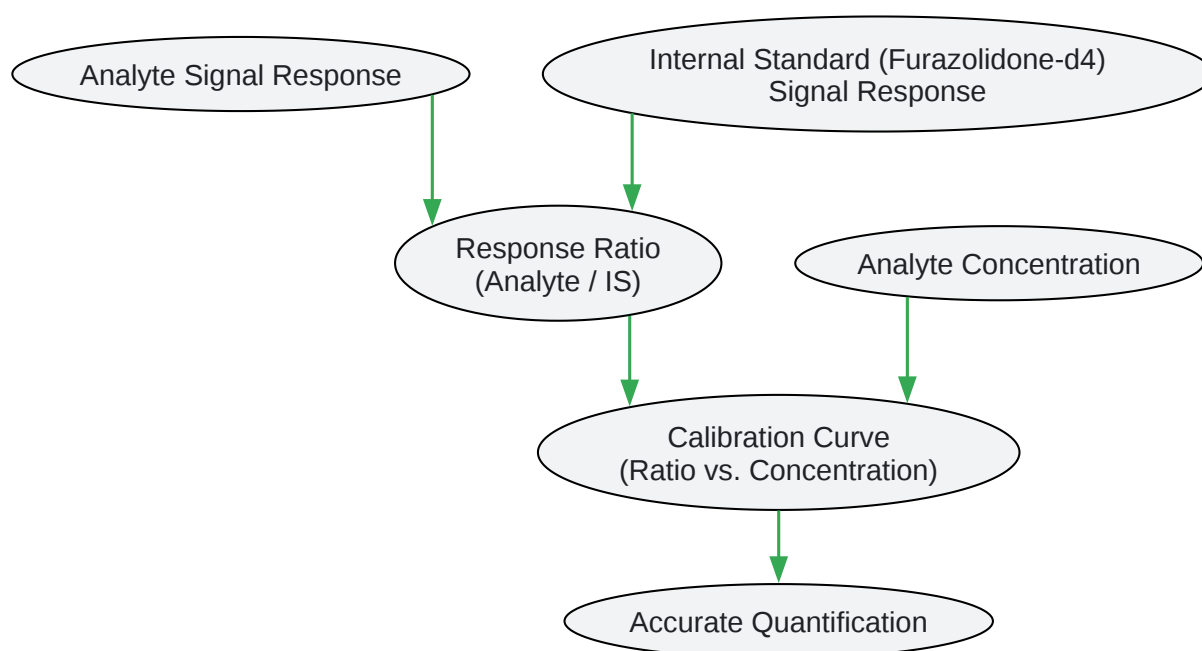 Analyte Signal Response
Internal Standard (Furazolidone-d4)
Signal Response
Response Ratio
(Analyte / IS)
Analyte Concentration
Calibration Curve
(Ratio vs. Concentration)
Accurate Quantification